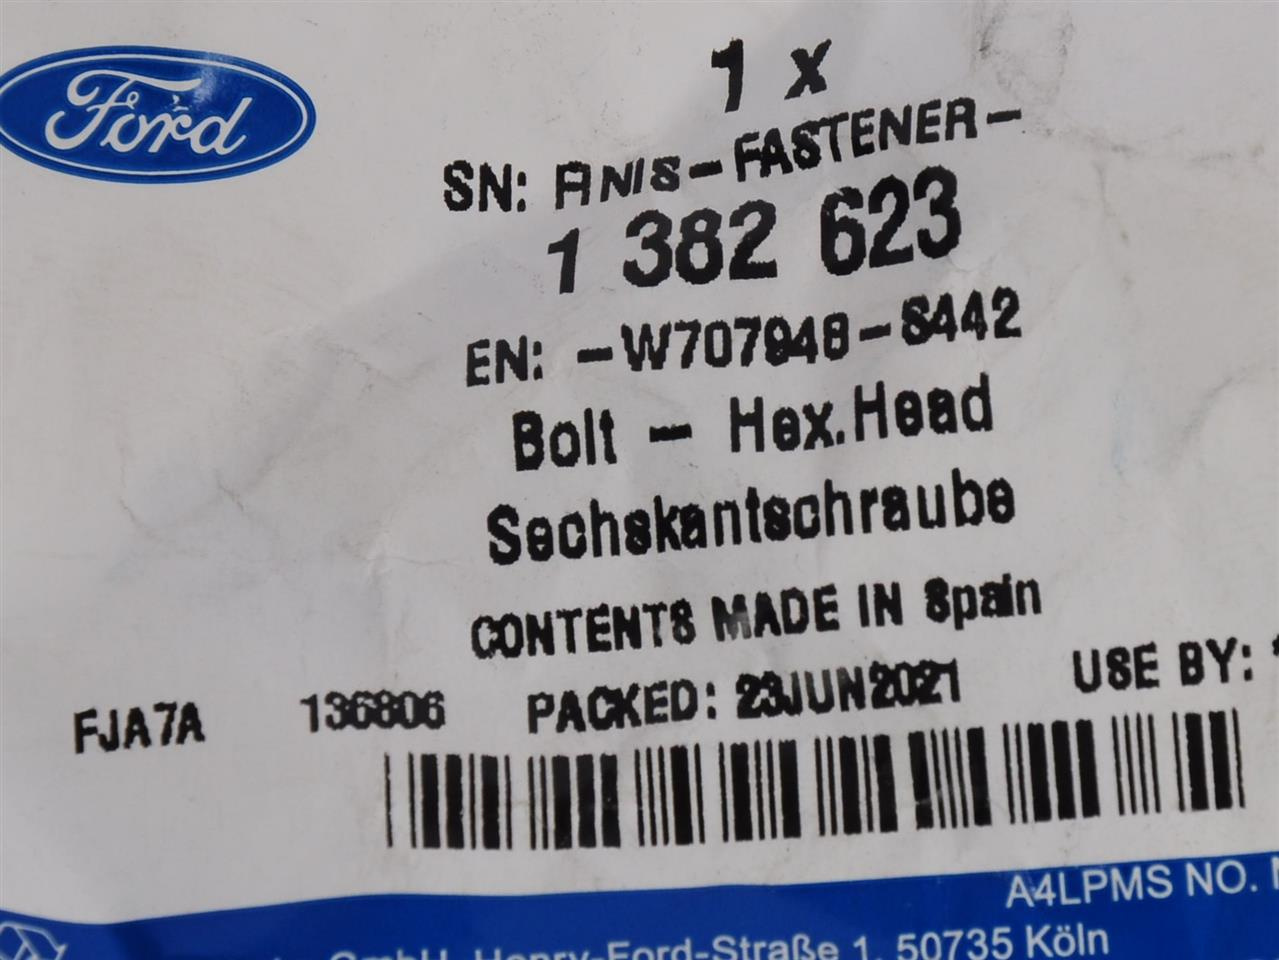 Ford
1 x
SN: FINIS-FASTENER-
1 382 623
EN: -W707948-S442
Bolt - Hex.Head
Sechskantschraube
CONTENTS MADE IN Spain
FJA7A 136806 PACKED: 23JUN2021 USE BY:
A4LPMS NO.
GmbH, Henry-Ford-Straße 1, 50735 Köln